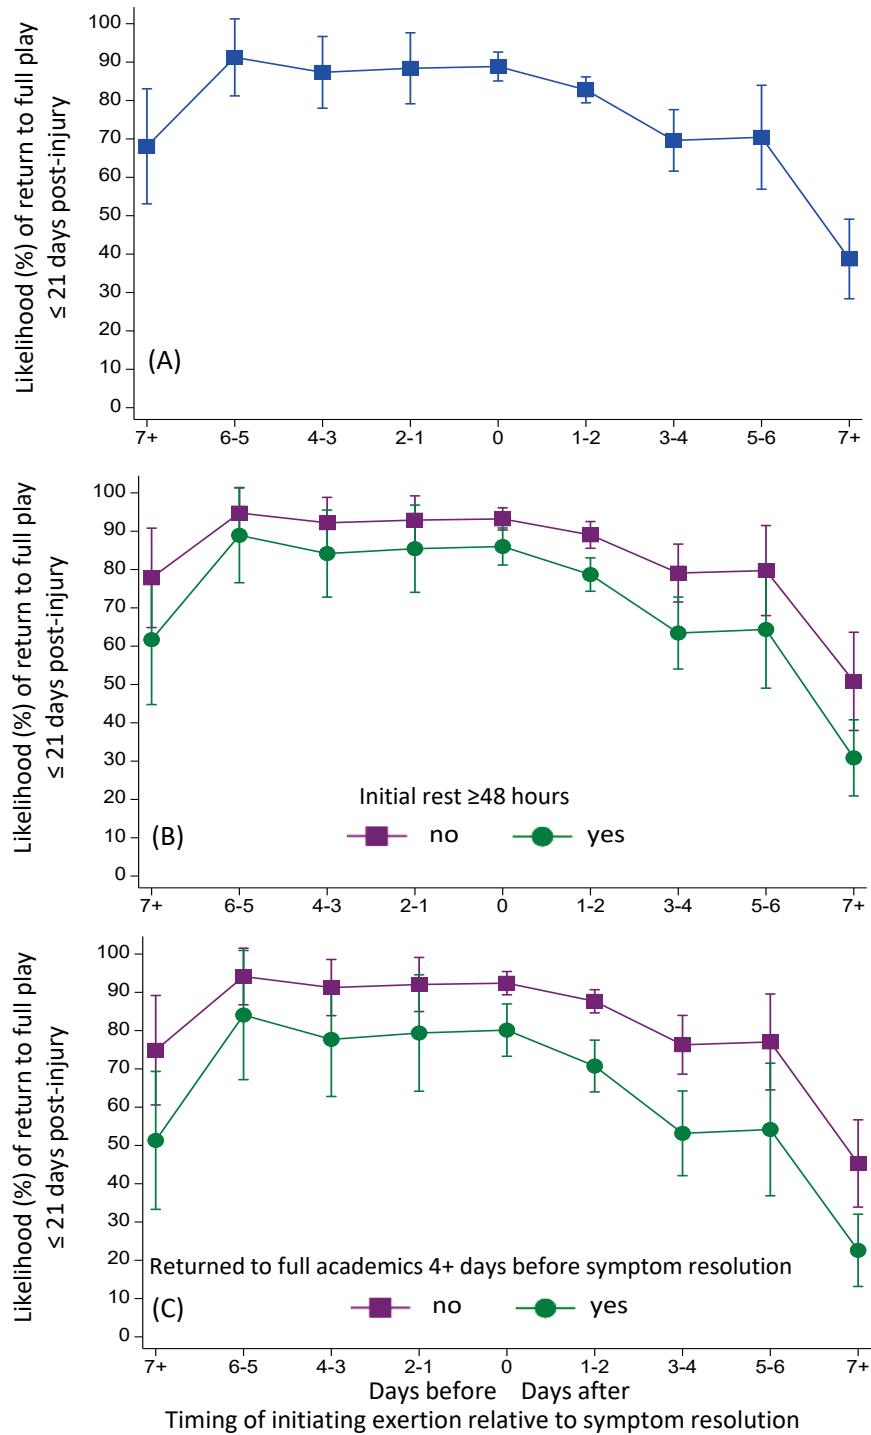 Likelihood (%) of return to full play
≤ 21 days post-injury
100
90
80
70
60
50
40
30
20
10
0
(A)
7+ 6-5 4-3 2-1 0 1-2 3-4 5-6 7+
Likelihood (%) of return to full play
≤ 21 days post-injury
100
90
80
70
60
50
40
30
20
10
0
Initial rest ≥48 hours
(B) no yes
7+ 6-5 4-3 2-1 0 1-2 3-4 5-6 7+
Likelihood (%) of return to full play
≤ 21 days post-injury
100
90
80
70
60
50
40
30
20
10
0
Returned to full academics 4+ days before symptom resolution
(C) no yes
7+ 6-5 4-3 2-1 0 1-2 3-4 5-6 7+
Days before Days after
Timing of initiating exertion relative to symptom resolution